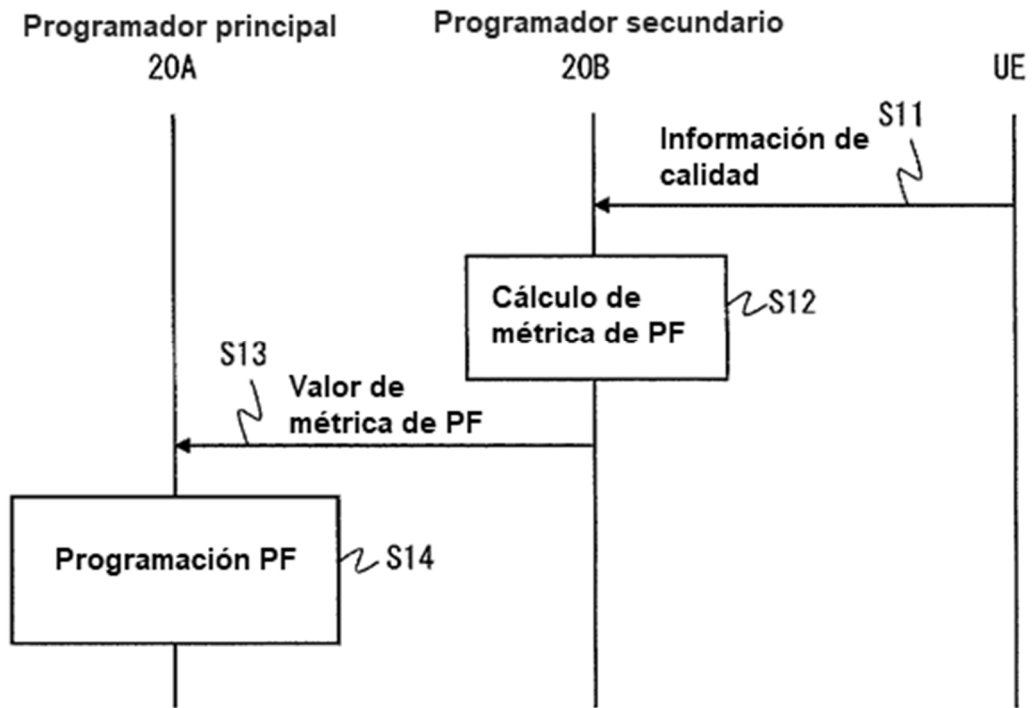 Programador principal
Programador secundario
20A
20B
UE
S11
Información de
calidad
Cálculo de
métrica de PF
S12
S13
Valor de
métrica de PF
Programación PF
S14